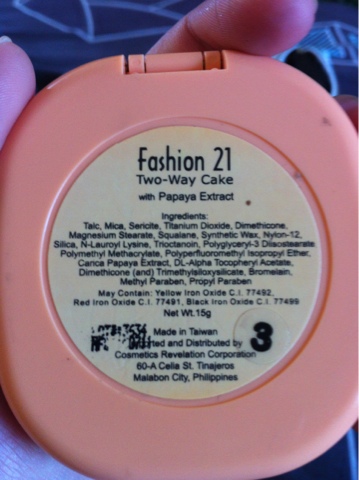 Fashion 21
Two-Way Cake
with Papaya Extract
Ingredients:
Talc, Mica, Sericite, Titanium Dioxide, Dimethicone,
Magnesium Stearate, Squalane, Synthetic Wax, Nylon-12,
Silica, N-Lauroyl Lysine, Trioctanoin, Polyglyceryl-3 Diisostearate
Polymethyl Methacrylate, Polyperfluoromethyl Isopropyl Ether,
Carica Papaya Extract, DL-Alpha Tocopheryl Acetate,
Dimethicone (and) Trimethylsiloxysilicate, Bromelain,
Methyl Paraben, Propyl Paraben
May Contain: Yellow Iron Oxide C.I. 77492,
Red Iron Oxide C.I. 77491, Black Iron Oxide C.I. 77499
Net Wt.15g
Made in Taiwan
and Distributed by
3
Cosmetics Revelation Corporation
60-A Celia St. Tinajeros
Malabon City, Philippines